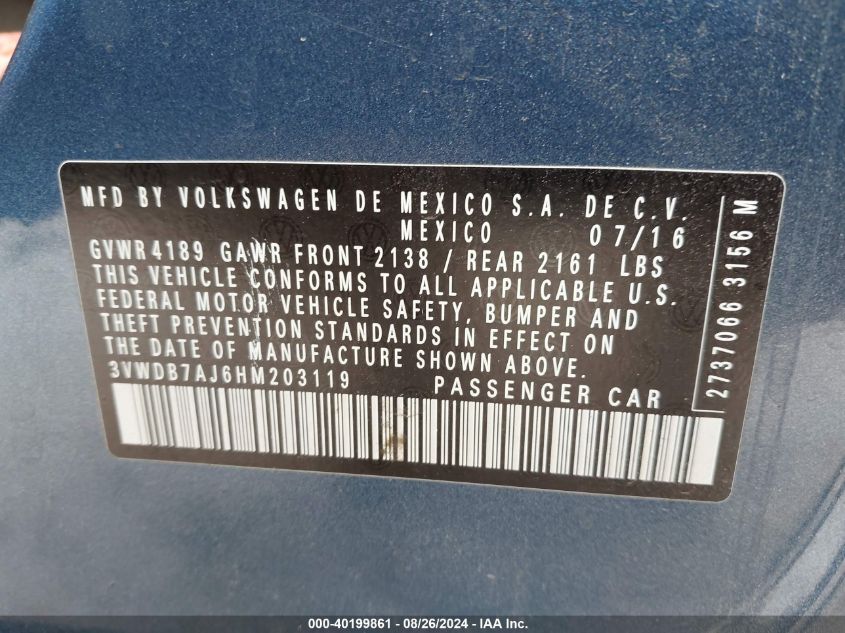 MFD BY VOLKSWAGEN DE MEXICO S.A. DE C.V.
MEXICO 07/16
GVWR 4189 GAWR FRONT 2138 / REAR 2161 LBS
THIS VEHICLE CONFORMS TO ALL APPLICABLE U.S.
FEDERAL MOTOR VEHICLE SAFETY, BUMPER AND
THEFT PREVENTION STANDARDS IN EFFECT ON
THE DATE OF MANUFACTURE SHOWN ABOVE.
3VWDB7AJ6HM203119 PASSENGER CAR
2737066 3156 M
000-40199861 - 08/26/2024 - IAA Inc.